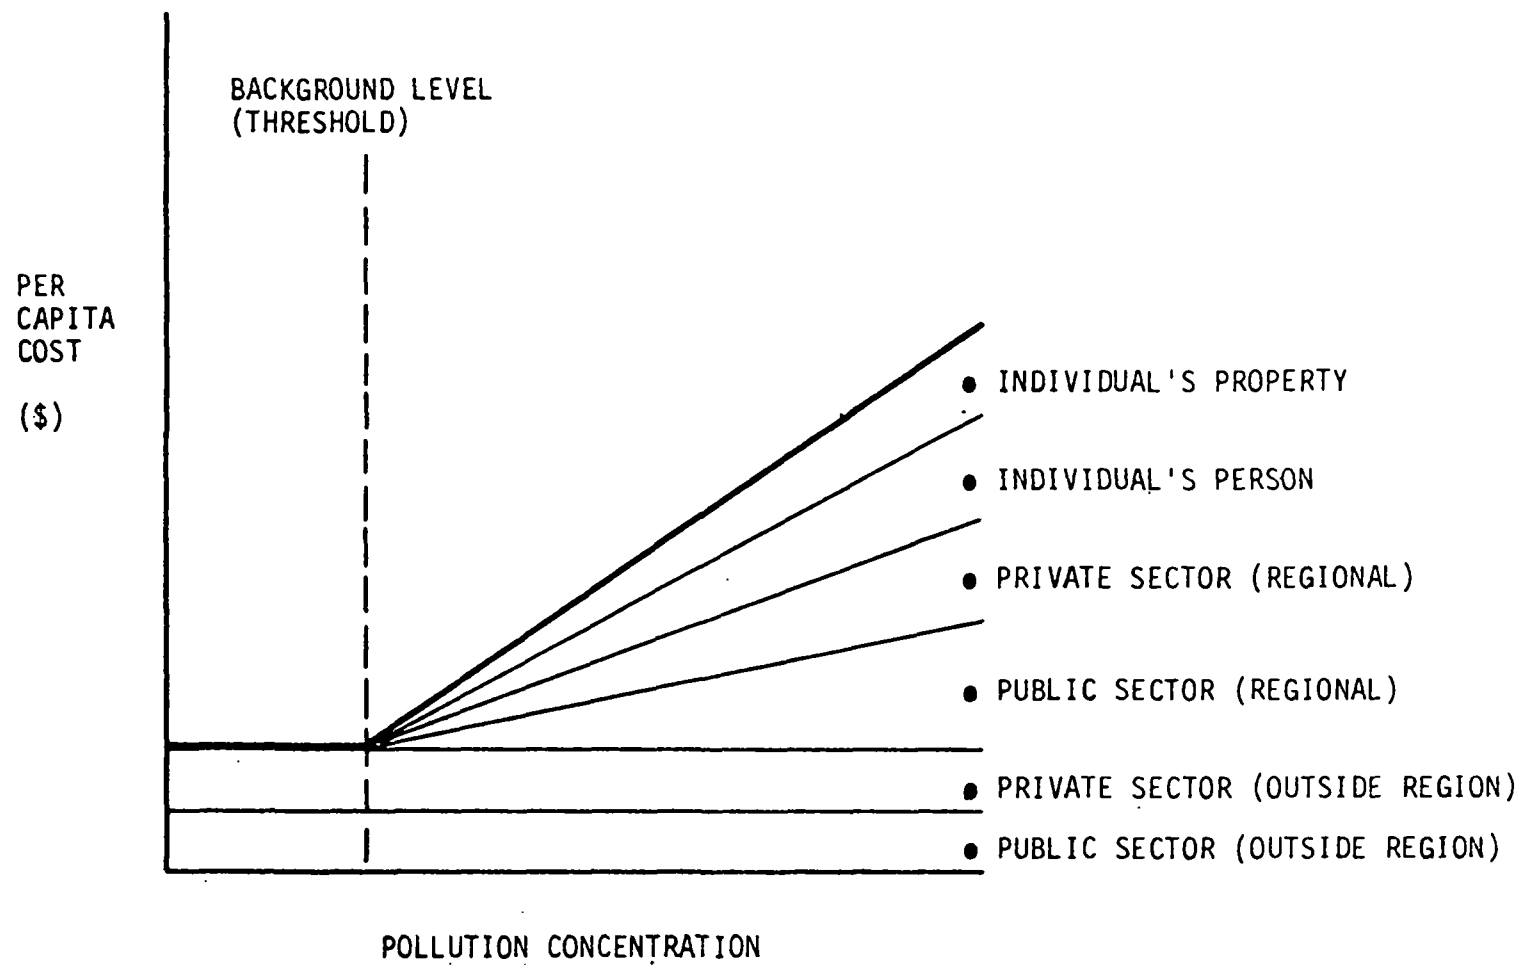 BACKGROUND LEVEL
(THRESHOLD)
PER
CAPITA
COST
($)
• INDIVIDUAL'S PROPERTY
• INDIVIDUAL'S PERSON
• PRIVATE SECTOR (REGIONAL)
• PUBLIC SECTOR (REGIONAL)
• PRIVATE SECTOR (OUTSIDE REGION)
• PUBLIC SECTOR (OUTSIDE REGION)
POLLUTION CONCENTRATION